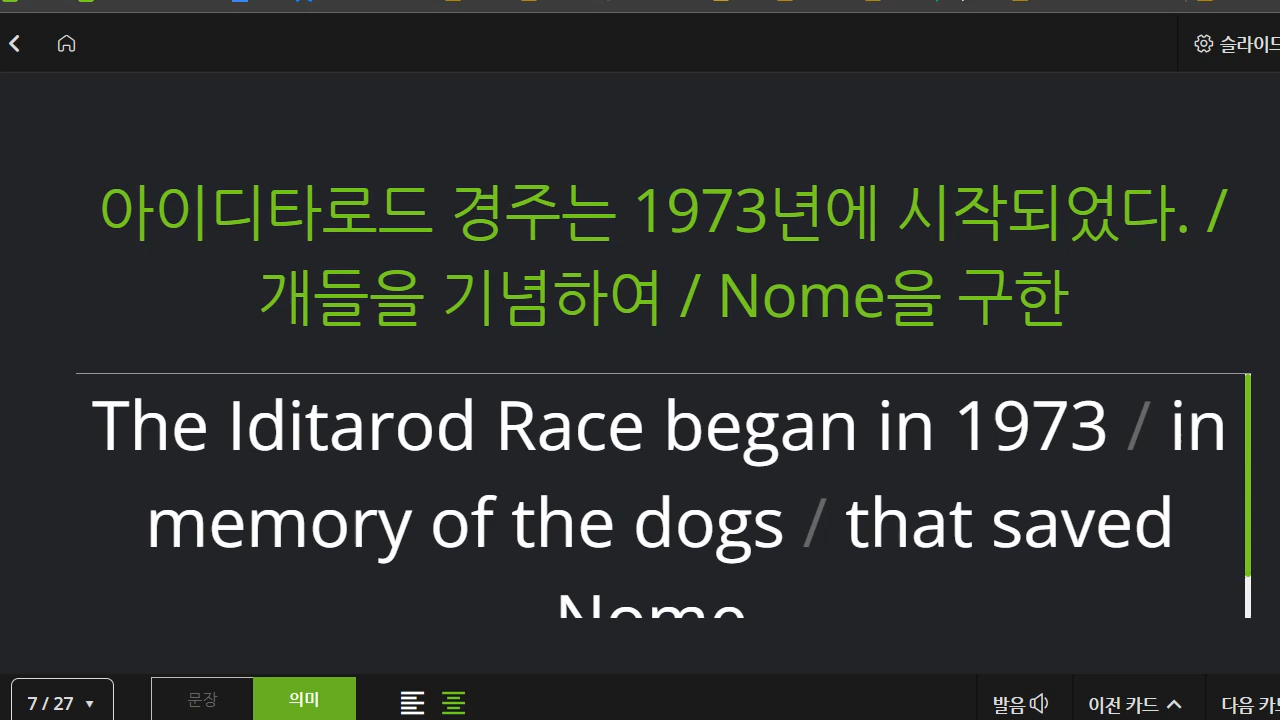 슬라이드
아이디타로드 경주는 1973년에 시작되었다. /
개들을 기념하여 / Nome을 구한
The Iditarod Race began in 1973 / in
memory of the dogs / that saved
Nome
7 / 27
문장
의미
발음
이전 카드
다음 카드